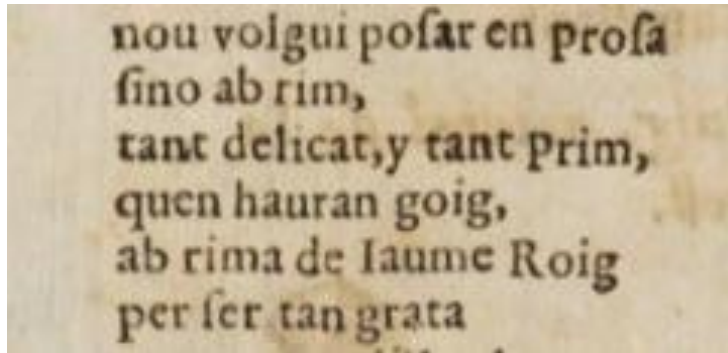 nou volgui posar en prosa
sino ab rim,
tant delicat,y tant prim,
quen hauran goig,
ab rima de Iaume Roig
per ser tan grata